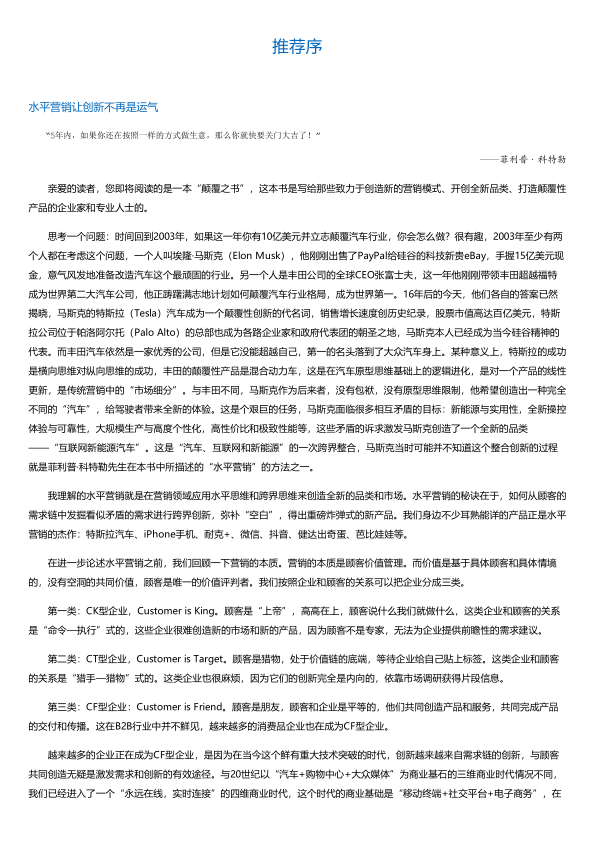 推荐序
水平营销让创新不再是运气
“5年内，如果你还在按照一样的方式做生意，那么你就快要关门大吉了！”
——菲利普·科特勒
亲爱的读者，您即将阅读的是一本“颠覆之书”，这本书是写给那些致力于创造新的营销模式、开创全新品类、打造颠覆性
产品的企业家和专业人士的。
思考一个问题：时间回到2003年，如果这一年你有10亿美元并立志颠覆汽车行业，你会怎么做？很有趣，2003年至少有两
个人都在考虑这个问题，一个人叫埃隆·马斯克（Elon Musk），他刚刚出售了PayPal给硅谷的科技新贵eBay，手握15亿美元现
金，意气风发地准备改造汽车这个最顽固的行业。另一个人是丰田公司的全球CEO张富士夫，这一年他刚刚带领丰田超越福特
成为世界第二大汽车公司，他正踌躇满志地计划如何颠覆汽车行业格局，成为世界第一。16年后的今天，他们各自的答案已然
揭晓，马斯克的特斯拉（Tesla）汽车成为一个颠覆性创新的代名词，销售增长速度创历史纪录，股票市值高达百亿美元，特斯
拉公司位于帕洛阿尔托（Palo Alto）的总部也成为各路企业家和政府代表团的朝圣之地，马斯克本人已经成为当今硅谷精神的
代表。而丰田汽车依然是一家优秀的公司，但是它没能超越自己，第一的名头落到了大众汽车身上。某种意义上，特斯拉的成功
是横向思维对纵向思维的成功，丰田的颠覆性产品是混合动力车，这是在汽车原型思维基础上的逻辑进化，是对一个产品的线性
更新，是传统营销中的“市场细分”。与丰田不同，马斯克作为后来者，没有包袱，没有原型思维限制，他希望创造出一种完全
不同的“汽车”，给驾驶者带来全新的体验。这是个艰巨的任务，马斯克面临很多相互矛盾的目标：新能源与实用性，全新操控
体验与可靠性，大规模生产与高度个性化，高性价比和极致性能等，这些矛盾的诉求激发马斯克创造了一个全新的品类
——“互联网新能源汽车”。这是“汽车、互联网和新能源”的一次跨界整合，马斯克当时可能并不知道这个整合创新的过程
就是菲利普·科特勒先生在本书中所描述的“水平营销”的方法之一。
我理解的水平营销就是在营销领域应用水平思维和跨界思维来创造全新的品类和市场。水平营销的秘诀在于，如何从顾客的
需求链中发掘看似矛盾的需求进行跨界创新，弥补“空白”，得出重磅炸弹式的新产品。我们身边不少耳熟能详的产品正是水平
营销的杰作：特斯拉汽车、iPhone手机、耐克+、微信、抖音、健达出奇蛋、芭比娃娃等。
在进一步论述水平营销之前，我们回顾一下营销的本质。营销的本质是顾客价值管理。而价值是基于具体顾客和具体情境
的，没有空洞的共同价值，顾客是唯一的价值评判者。我们按照企业和顾客的关系可以把企业分成三类。
第一类：CK型企业，Customer is King。顾客是“上帝”，高高在上，顾客说什么我们就做什么，这类企业和顾客的关系
是“命令—执行”式的，这些企业很难创造新的市场和新的产品，因为顾客不是专家，无法为企业提供前瞻性的需求建议。
第二类：CT型企业，Customer is Target。顾客是猎物，处于价值链的底端，等待企业给自己贴上标签。这类企业和顾客
的关系是“猎手—猎物”式的。这类企业也很麻烦，因为它们的创新完全是内向的，依靠市场调研获得片段信息。
第三类：CF型企业：Customer is Friend。顾客是朋友，顾客和企业是平等的，他们共同创造产品和服务，共同完成产品
的交付和传播。这在B2B行业中并不鲜见，越来越多的消费品企业也在成为CF型企业。
越来越多的企业正在成为CF型企业，是因为在当今这个鲜有重大技术突破的时代，创新越来越来自需求链的创新，与顾客
共同创造无疑是激发需求和创新的有效途径。与20世纪以“汽车+购物中心+大众媒体”为商业基石的三维商业时代情况不同，
我们已经进入了一个“永远在线，实时连接”的四维商业时代，这个时代的商业基础是“移动终端+社交平台+电子商务”，在